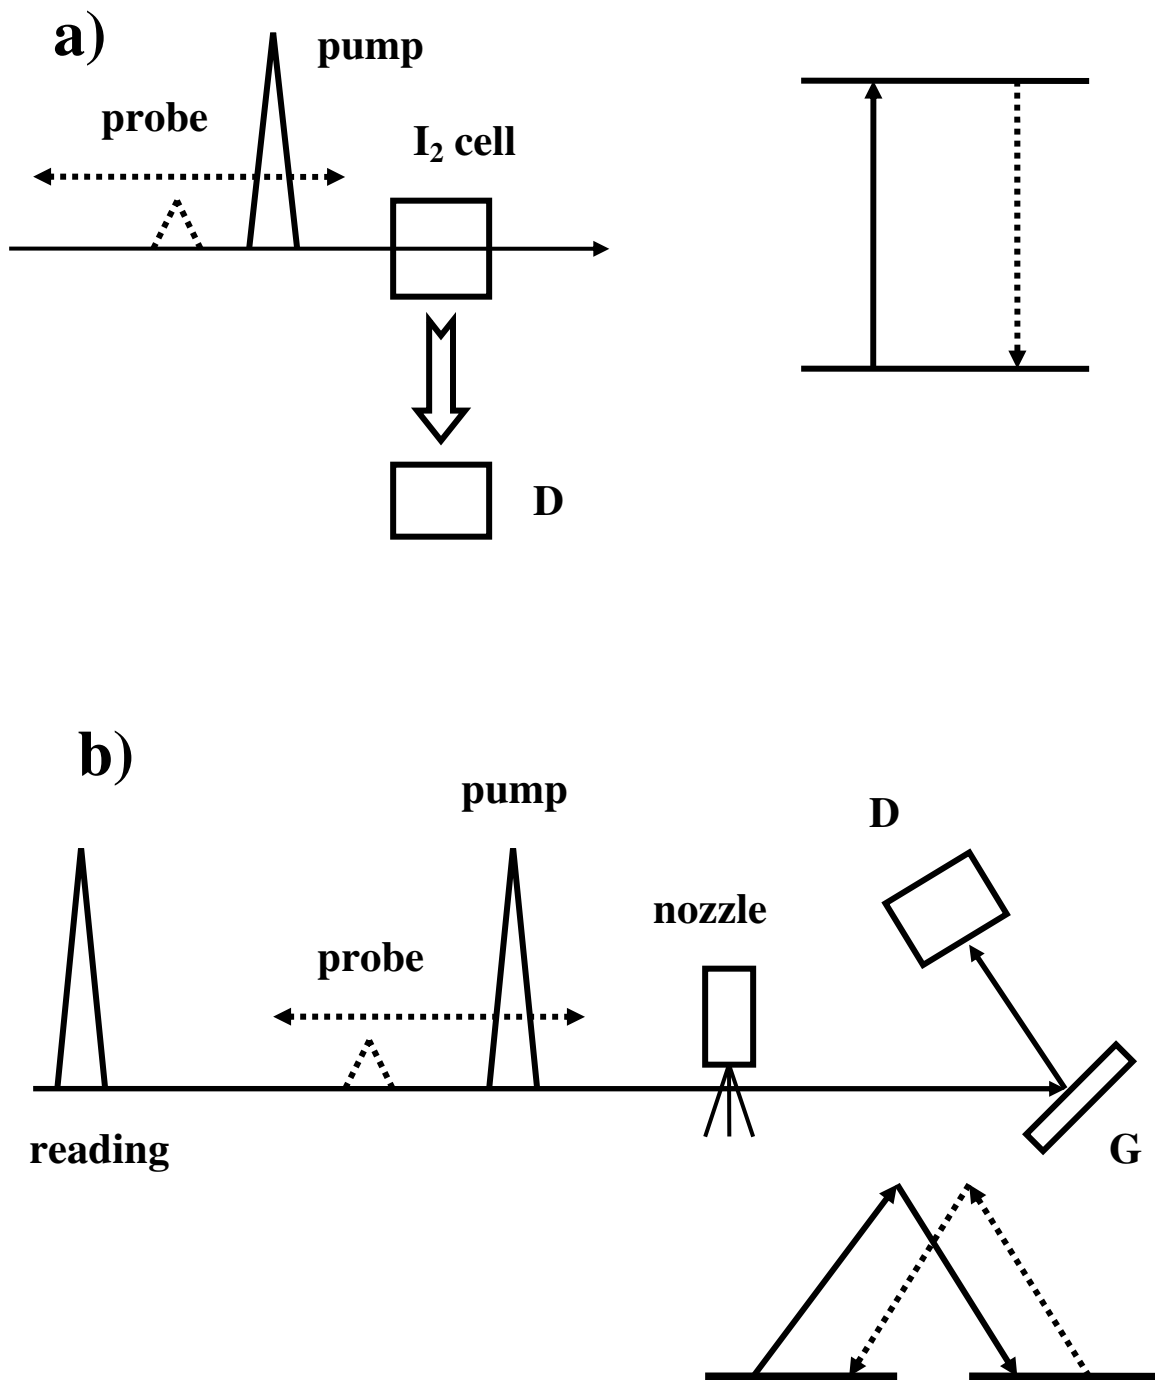 a)
pump
probe
I₂ cell
D
b)
pump
D
nozzle
probe
reading
G